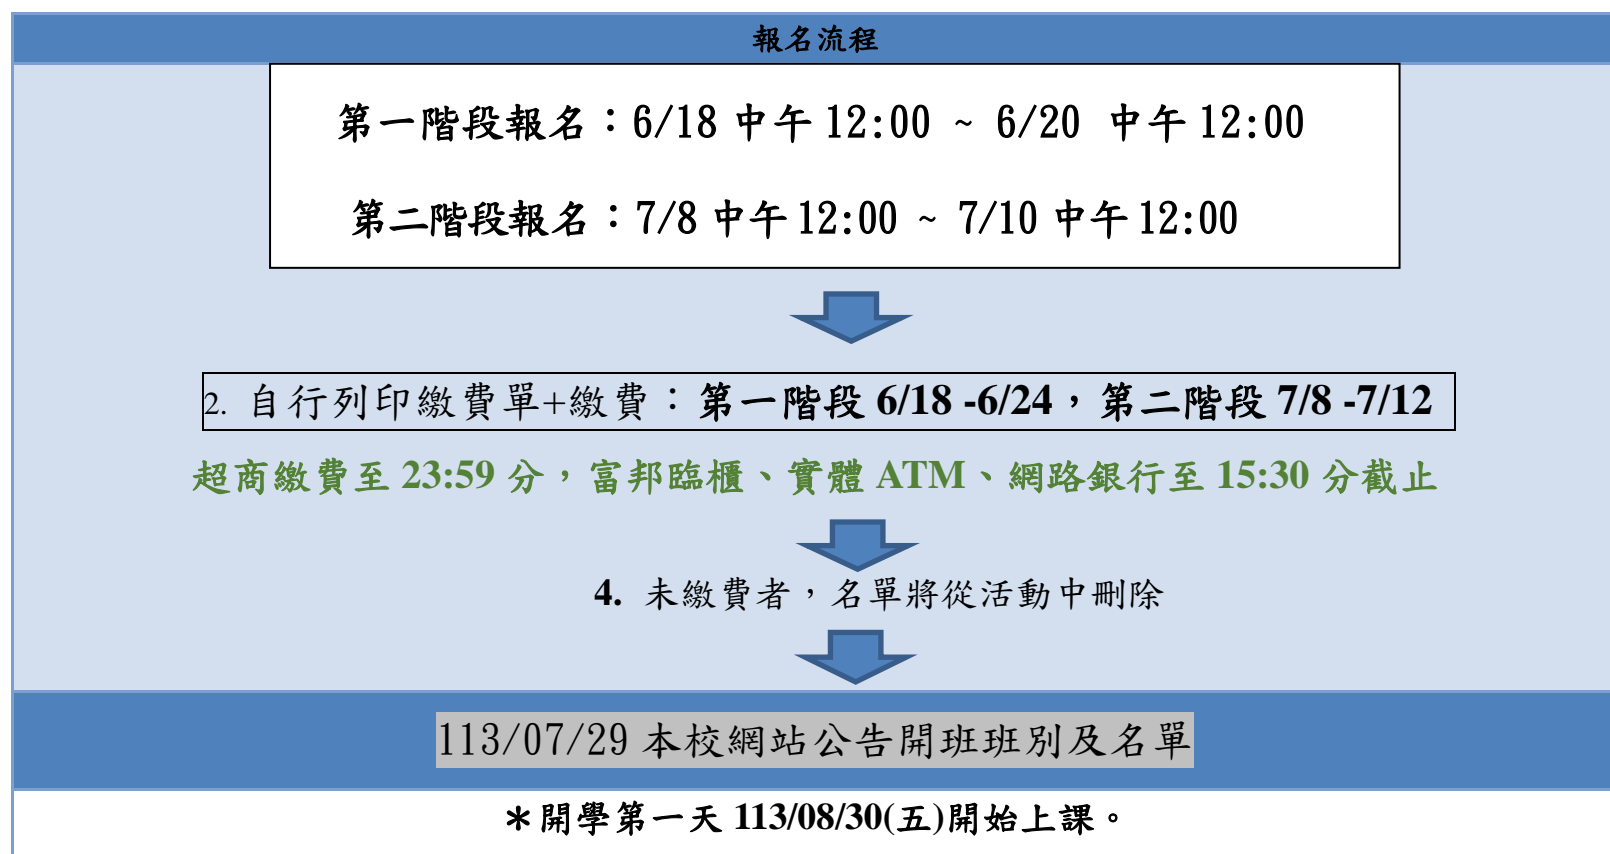 報名流程
第一階段報名：6/18 中午 12:00 ~ 6/20 中午 12:00
第二階段報名：7/8 中午 12:00 ~ 7/10 中午 12:00
2. 自行列印繳費單+繳費：第一階段 6/18 -6/24，第二階段 7/8 -7/12
超商繳費至 23:59 分，富邦臨櫃、實體 ATM、網路銀行至 15:30 分截止
4. 未繳費者，名單將從活動中刪除
113/07/29 本校網站公告開班班別及名單
＊開學第一天 113/08/30(五)開始上課。